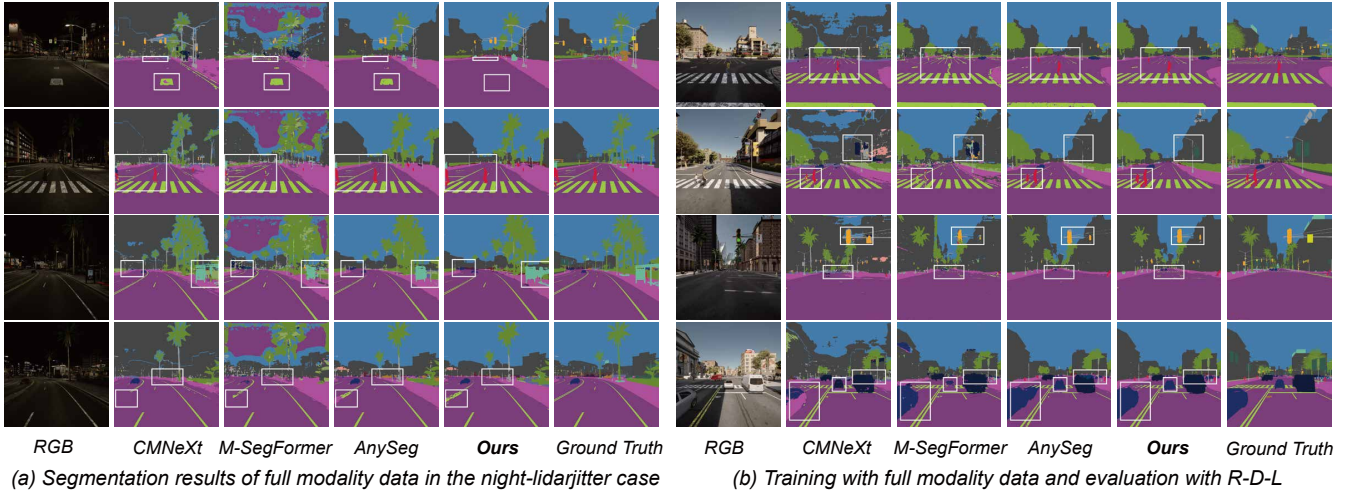 RGB CMNeXt M-SegFormer AnySeg Ours Ground Truth
(a) Segmentation results of full modality data in the night-lidarjitter case
RGB CMNeXt M-SegFormer AnySeg Ours Ground Truth
(b) Training with full modality data and evaluation with R-D-L